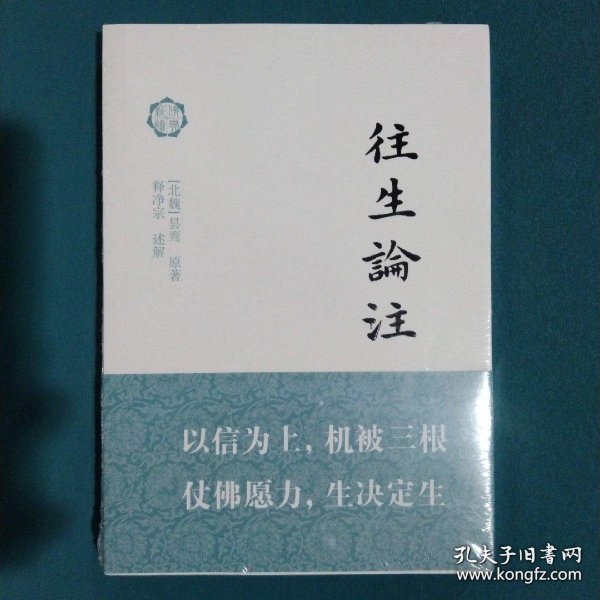 往生論注
[北魏]昙鸾 原著
释净宗 述解
以信为上，机被三根
仗佛愿力，生决定生
孔夫子旧書网
www.kongfz.com